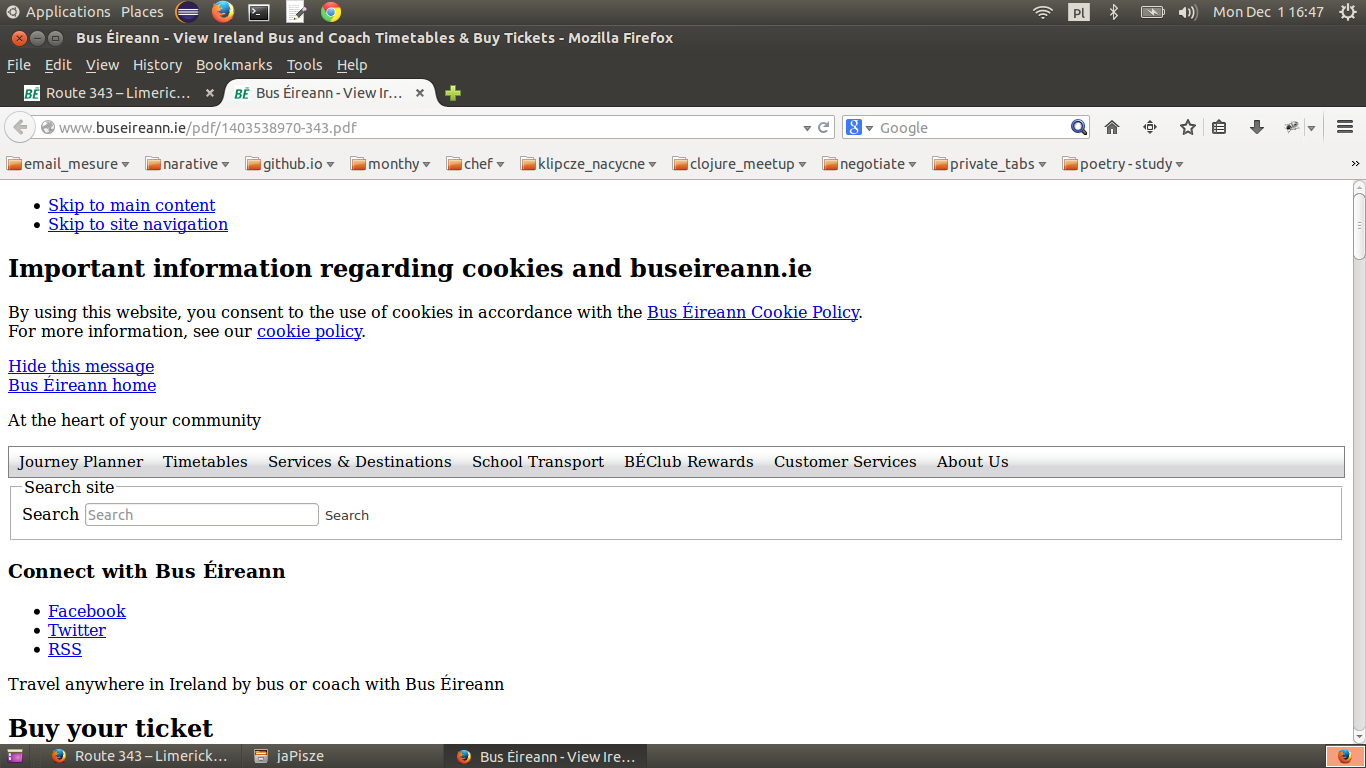 Applications Places pl Mon Dec 1 16:47
Bus Éireann - View Ireland Bus and Coach Timetables & Buy Tickets - Mozilla Firefox
File Edit View History Bookmarks Tools Help
BÉ Route 343 – Limeric... BÉ Bus Éireann - View Ir...
www.buseireann.ie/pdf/1403538970-343.pdf Google
email_mesure narative github.io monthy chef klipcze_nacycne clojure_meetup negotiate private_tabs poetry - study »
Skip to main content
Skip to site navigation
Important information regarding cookies and buseireann.ie
By using this website, you consent to the use of cookies in accordance with the Bus Éireann Cookie Policy.
For more information, see our cookie policy.
Hide this message
Bus Éireann home
At the heart of your community
Journey Planner Timetables Services & Destinations School Transport BÉClub Rewards Customer Services About Us
Search site
Search Search Search
Connect with Bus Éireann
Facebook
Twitter
RSS
Travel anywhere in Ireland by bus or coach with Bus Éireann
Buy your ticket
Route 343 – Limerick... jaPisze Bus Éireann - View Ire...